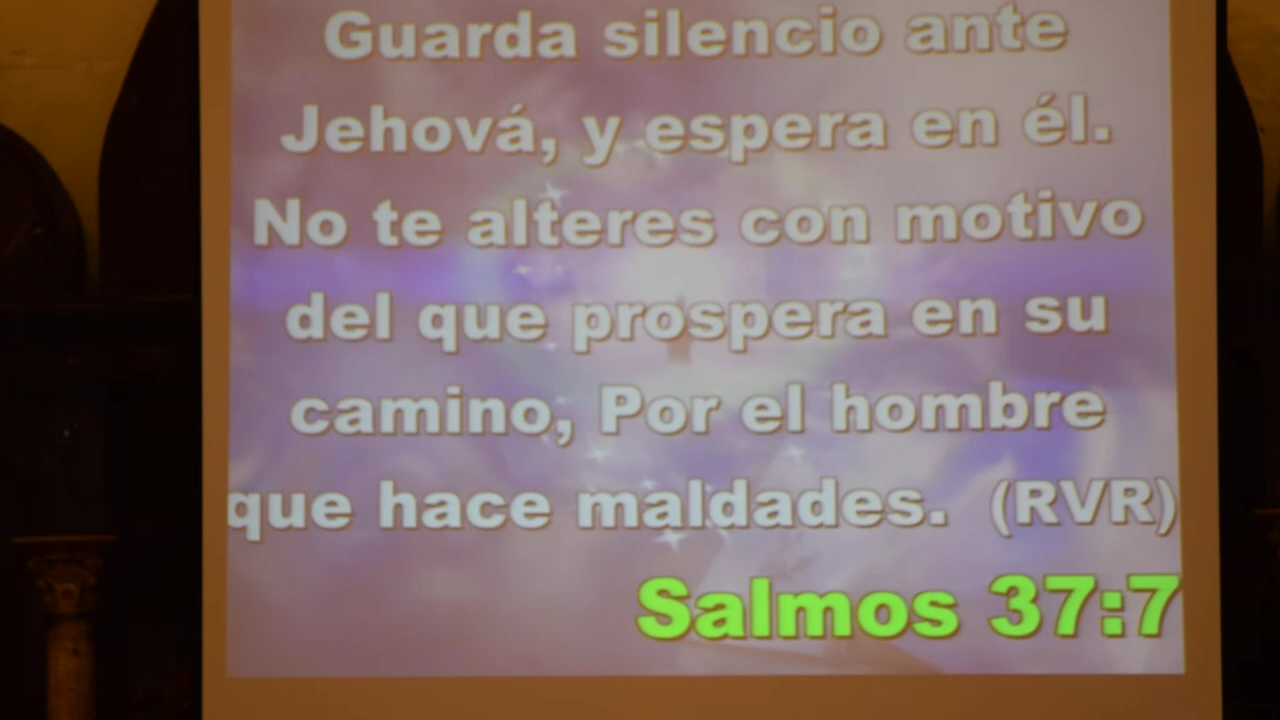 Guarda silencio ante
Jehová, y espera en él.
No te alteres con motivo
del que prospera en su
camino, Por el hombre
que hace maldades. (RVR)
Salmos 37:7